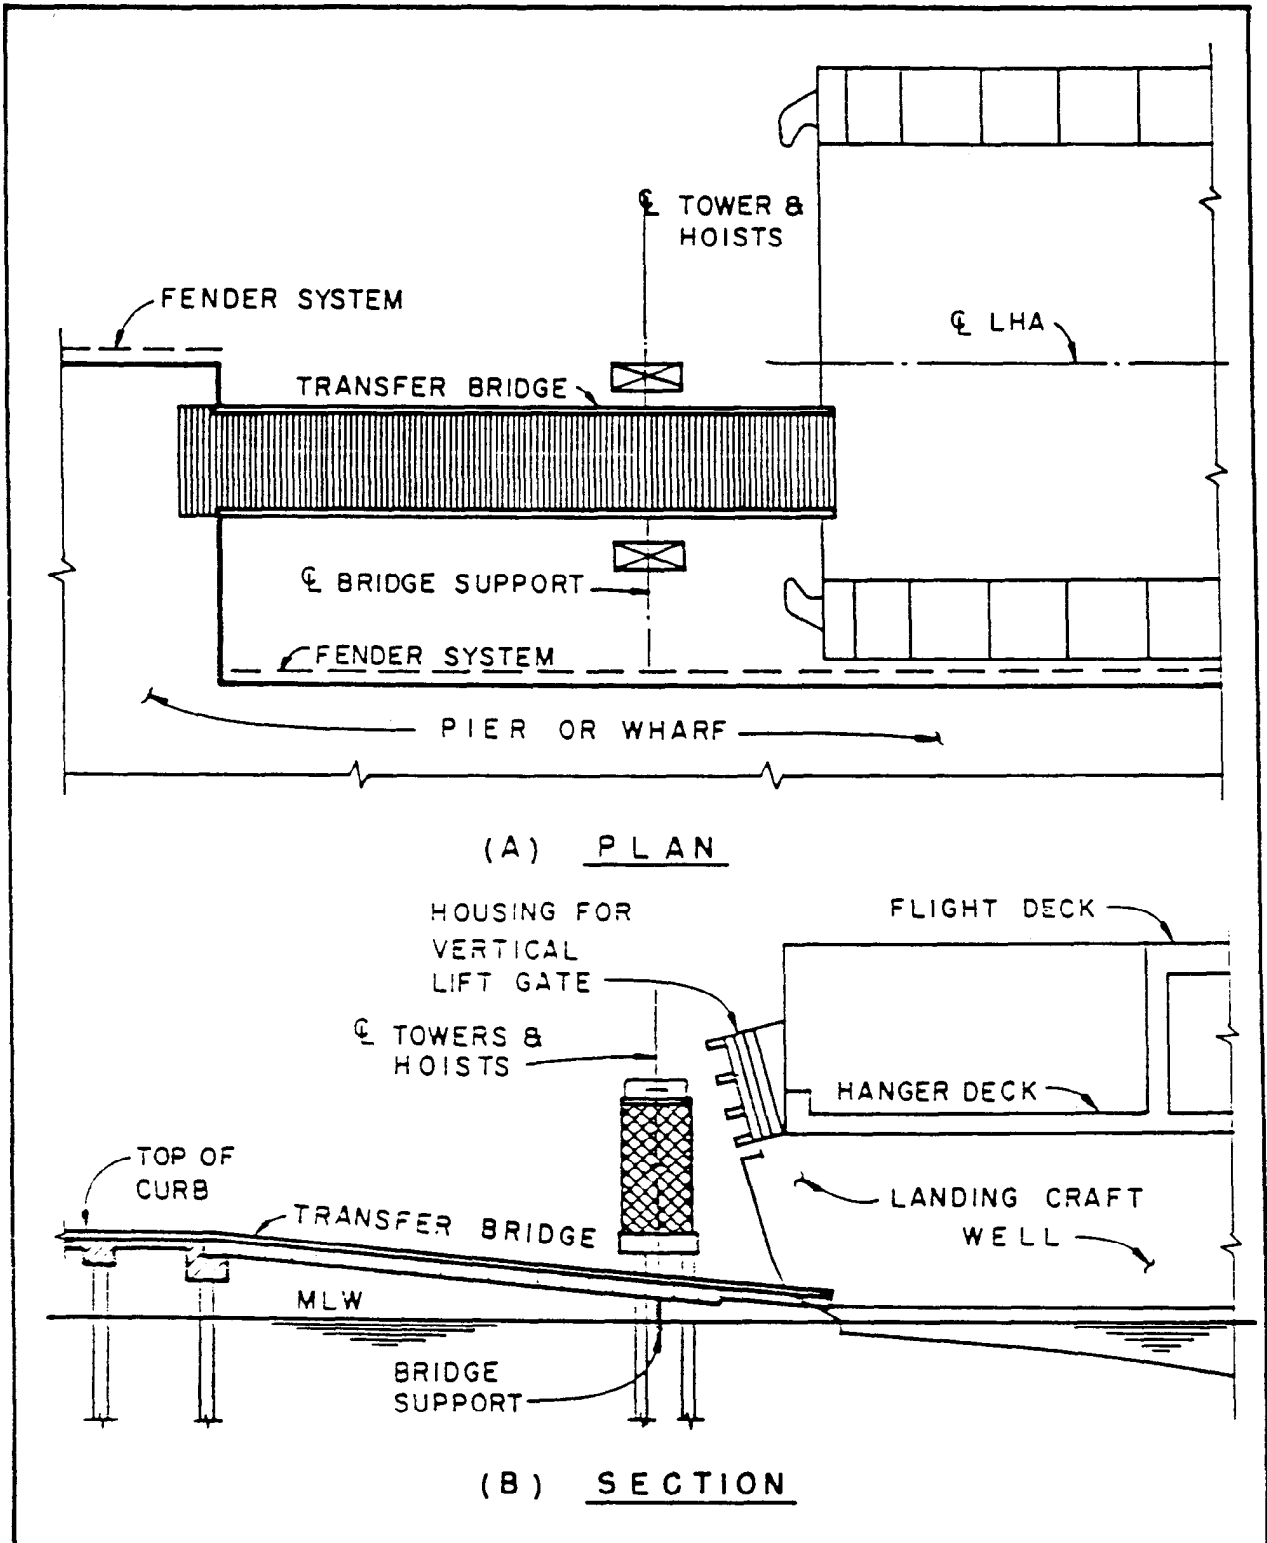 ℄ TOWER &
HOISTS
FENDER SYSTEM
℄ LHA
TRANSFER BRIDGE
℄ BRIDGE SUPPORT
FENDER SYSTEM
PIER OR WHARF
(A) PLAN
HOUSING FOR
VERTICAL
LIFT GATE
FLIGHT DECK
℄ TOWERS &
HOISTS
HANGER DECK
TOP OF
CURB
TRANSFER BRIDGE
LANDING CRAFT
WELL
MLW
BRIDGE
SUPPORT
(B) SECTION